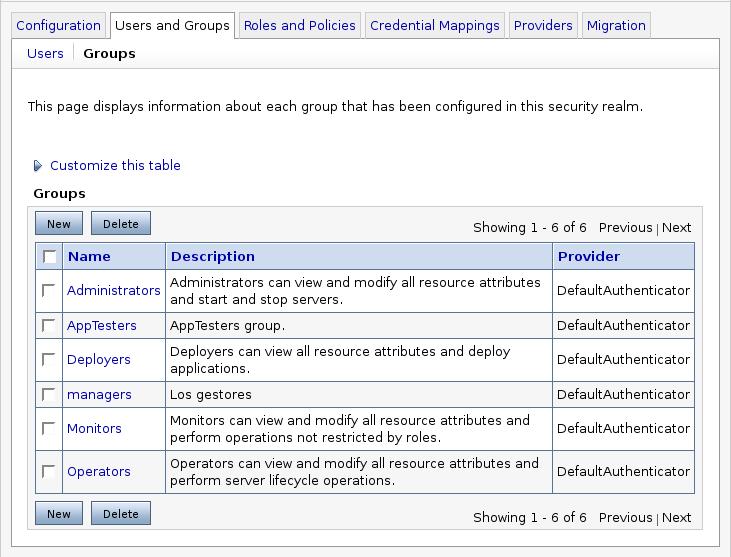 Configuration Users and Groups Roles and Policies Credential Mappings Providers Migration
Users Groups
This page displays information about each group that has been configured in this security realm.
Customize this table
Groups
New Delete Showing 1 - 6 of 6 Previous | Next
Name Description Provider
Administrators Administrators can view and modify all resource attributes DefaultAuthenticator
and start and stop servers.
AppTesters AppTesters group. DefaultAuthenticator
Deployers Deployers can view all resource attributes and deploy DefaultAuthenticator
applications.
managers Los gestores DefaultAuthenticator
Monitors Monitors can view and modify all resource attributes and DefaultAuthenticator
perform operations not restricted by roles.
Operators Operators can view and modify all resource attributes and DefaultAuthenticator
perform server lifecycle operations.
New Delete Showing 1 - 6 of 6 Previous | Next